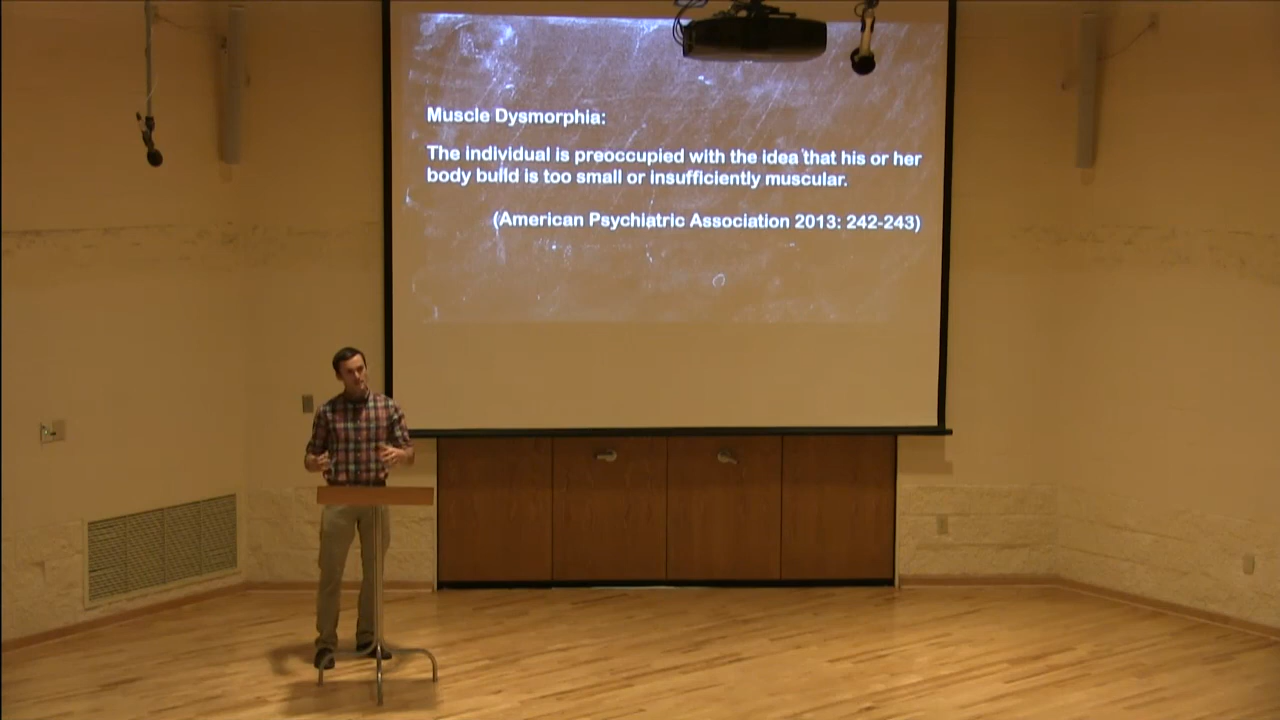 Muscle Dysmorphia:
The individual is preoccupied with the idea that his or her
body build is too small or insufficiently muscular.
(American Psychiatric Association 2013: 242-243)